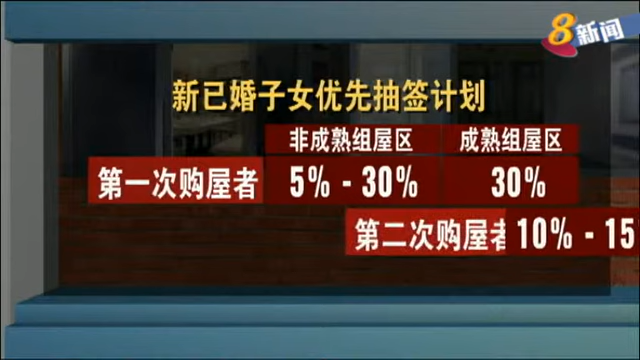 8新闻
新已婚子女优先抽签计划
非成熟组屋区 成熟组屋区
第一次购屋者 5% - 30% 30%
第二次购屋者 10% - 15